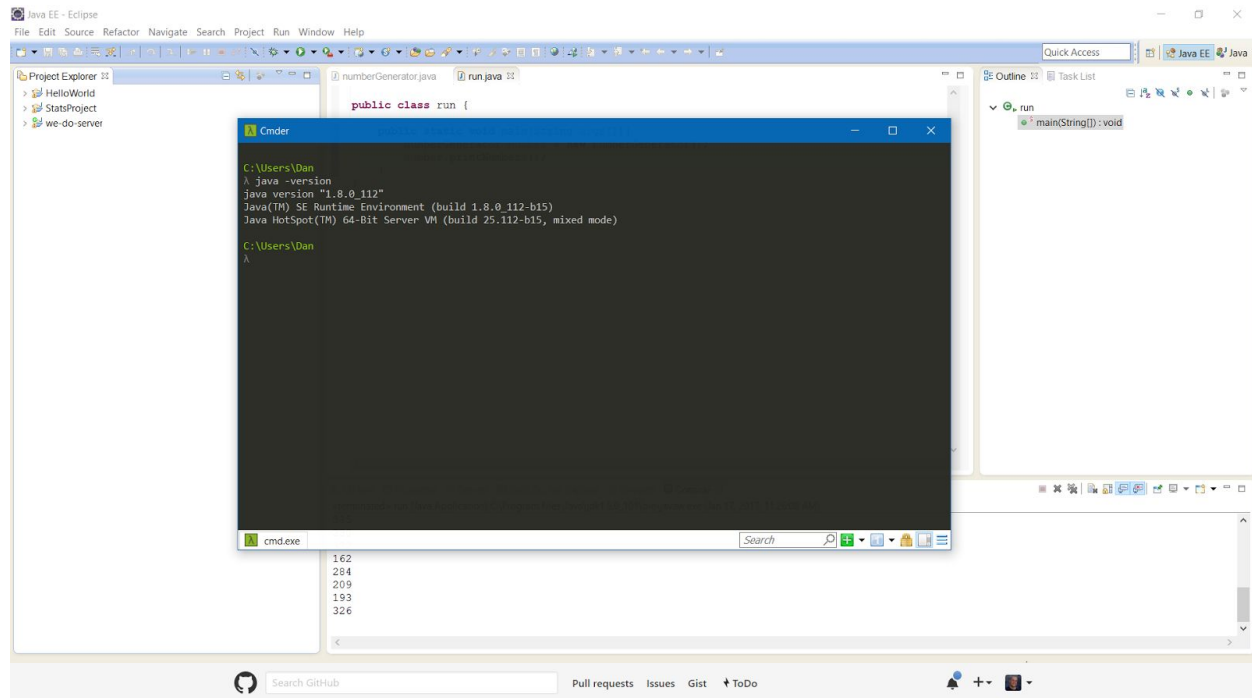 Java EE - Eclipse
File Edit Source Refactor Navigate Search Project Run Window Help
Quick Access
Java EE
Java
Project Explorer
HelloWorld
StatsProject
we-do-server
numberGenerator.java
run.java
public class run {
Outline
Task List
run
main(String[]) : void
Cmder
C:\Users\Dan
λ java -version
java version "1.8.0_112"
Java(TM) SE Runtime Environment (build 1.8.0_112-b15)
Java HotSpot(TM) 64-Bit Server VM (build 25.112-b15, mixed mode)
C:\Users\Dan
λ
cmd.exe
Search
162
284
209
193
326
Search GitHub
Pull requests Issues Gist ToDo